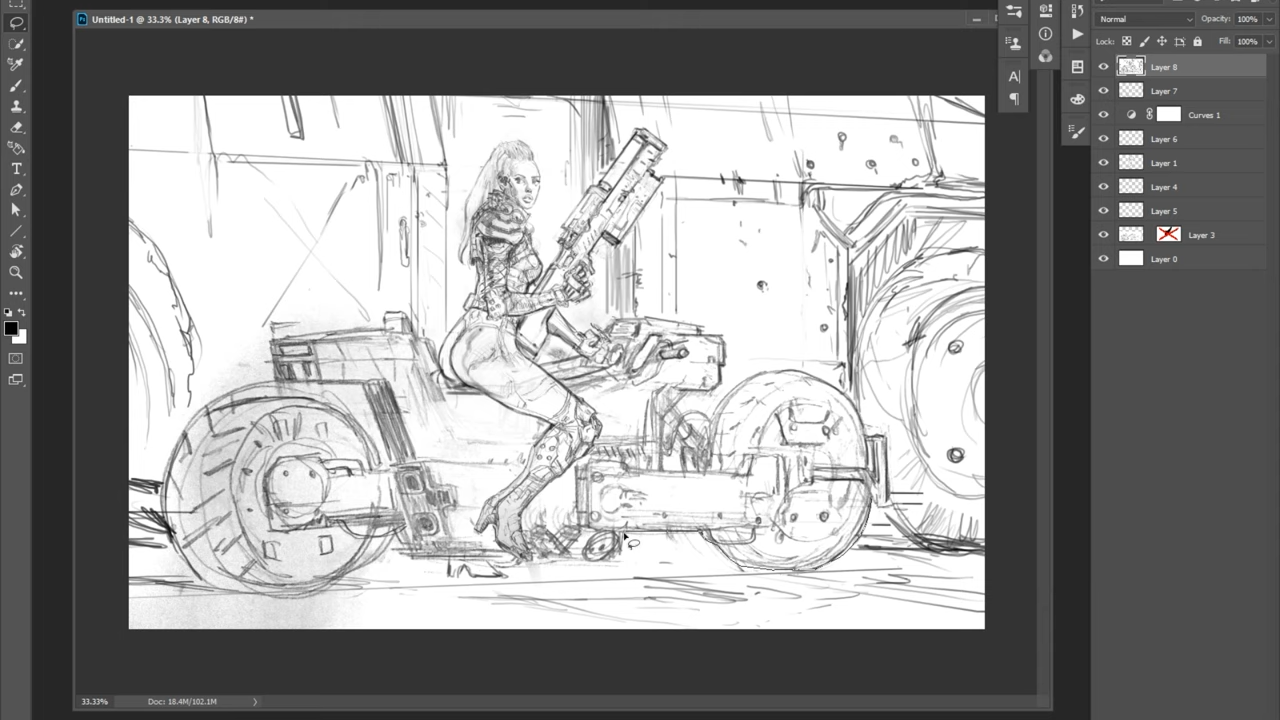 Untitled-1 @ 33.3% (Layer 8, RGB/8#) *
Normal
Opacity: 100%
Lock:
Fill: 100%
Layer 8
Layer 7
Curves 1
Layer 6
Layer 1
Layer 4
Layer 5
Layer 3
Layer 0
33.33%
Doc: 18.4M/102.1M